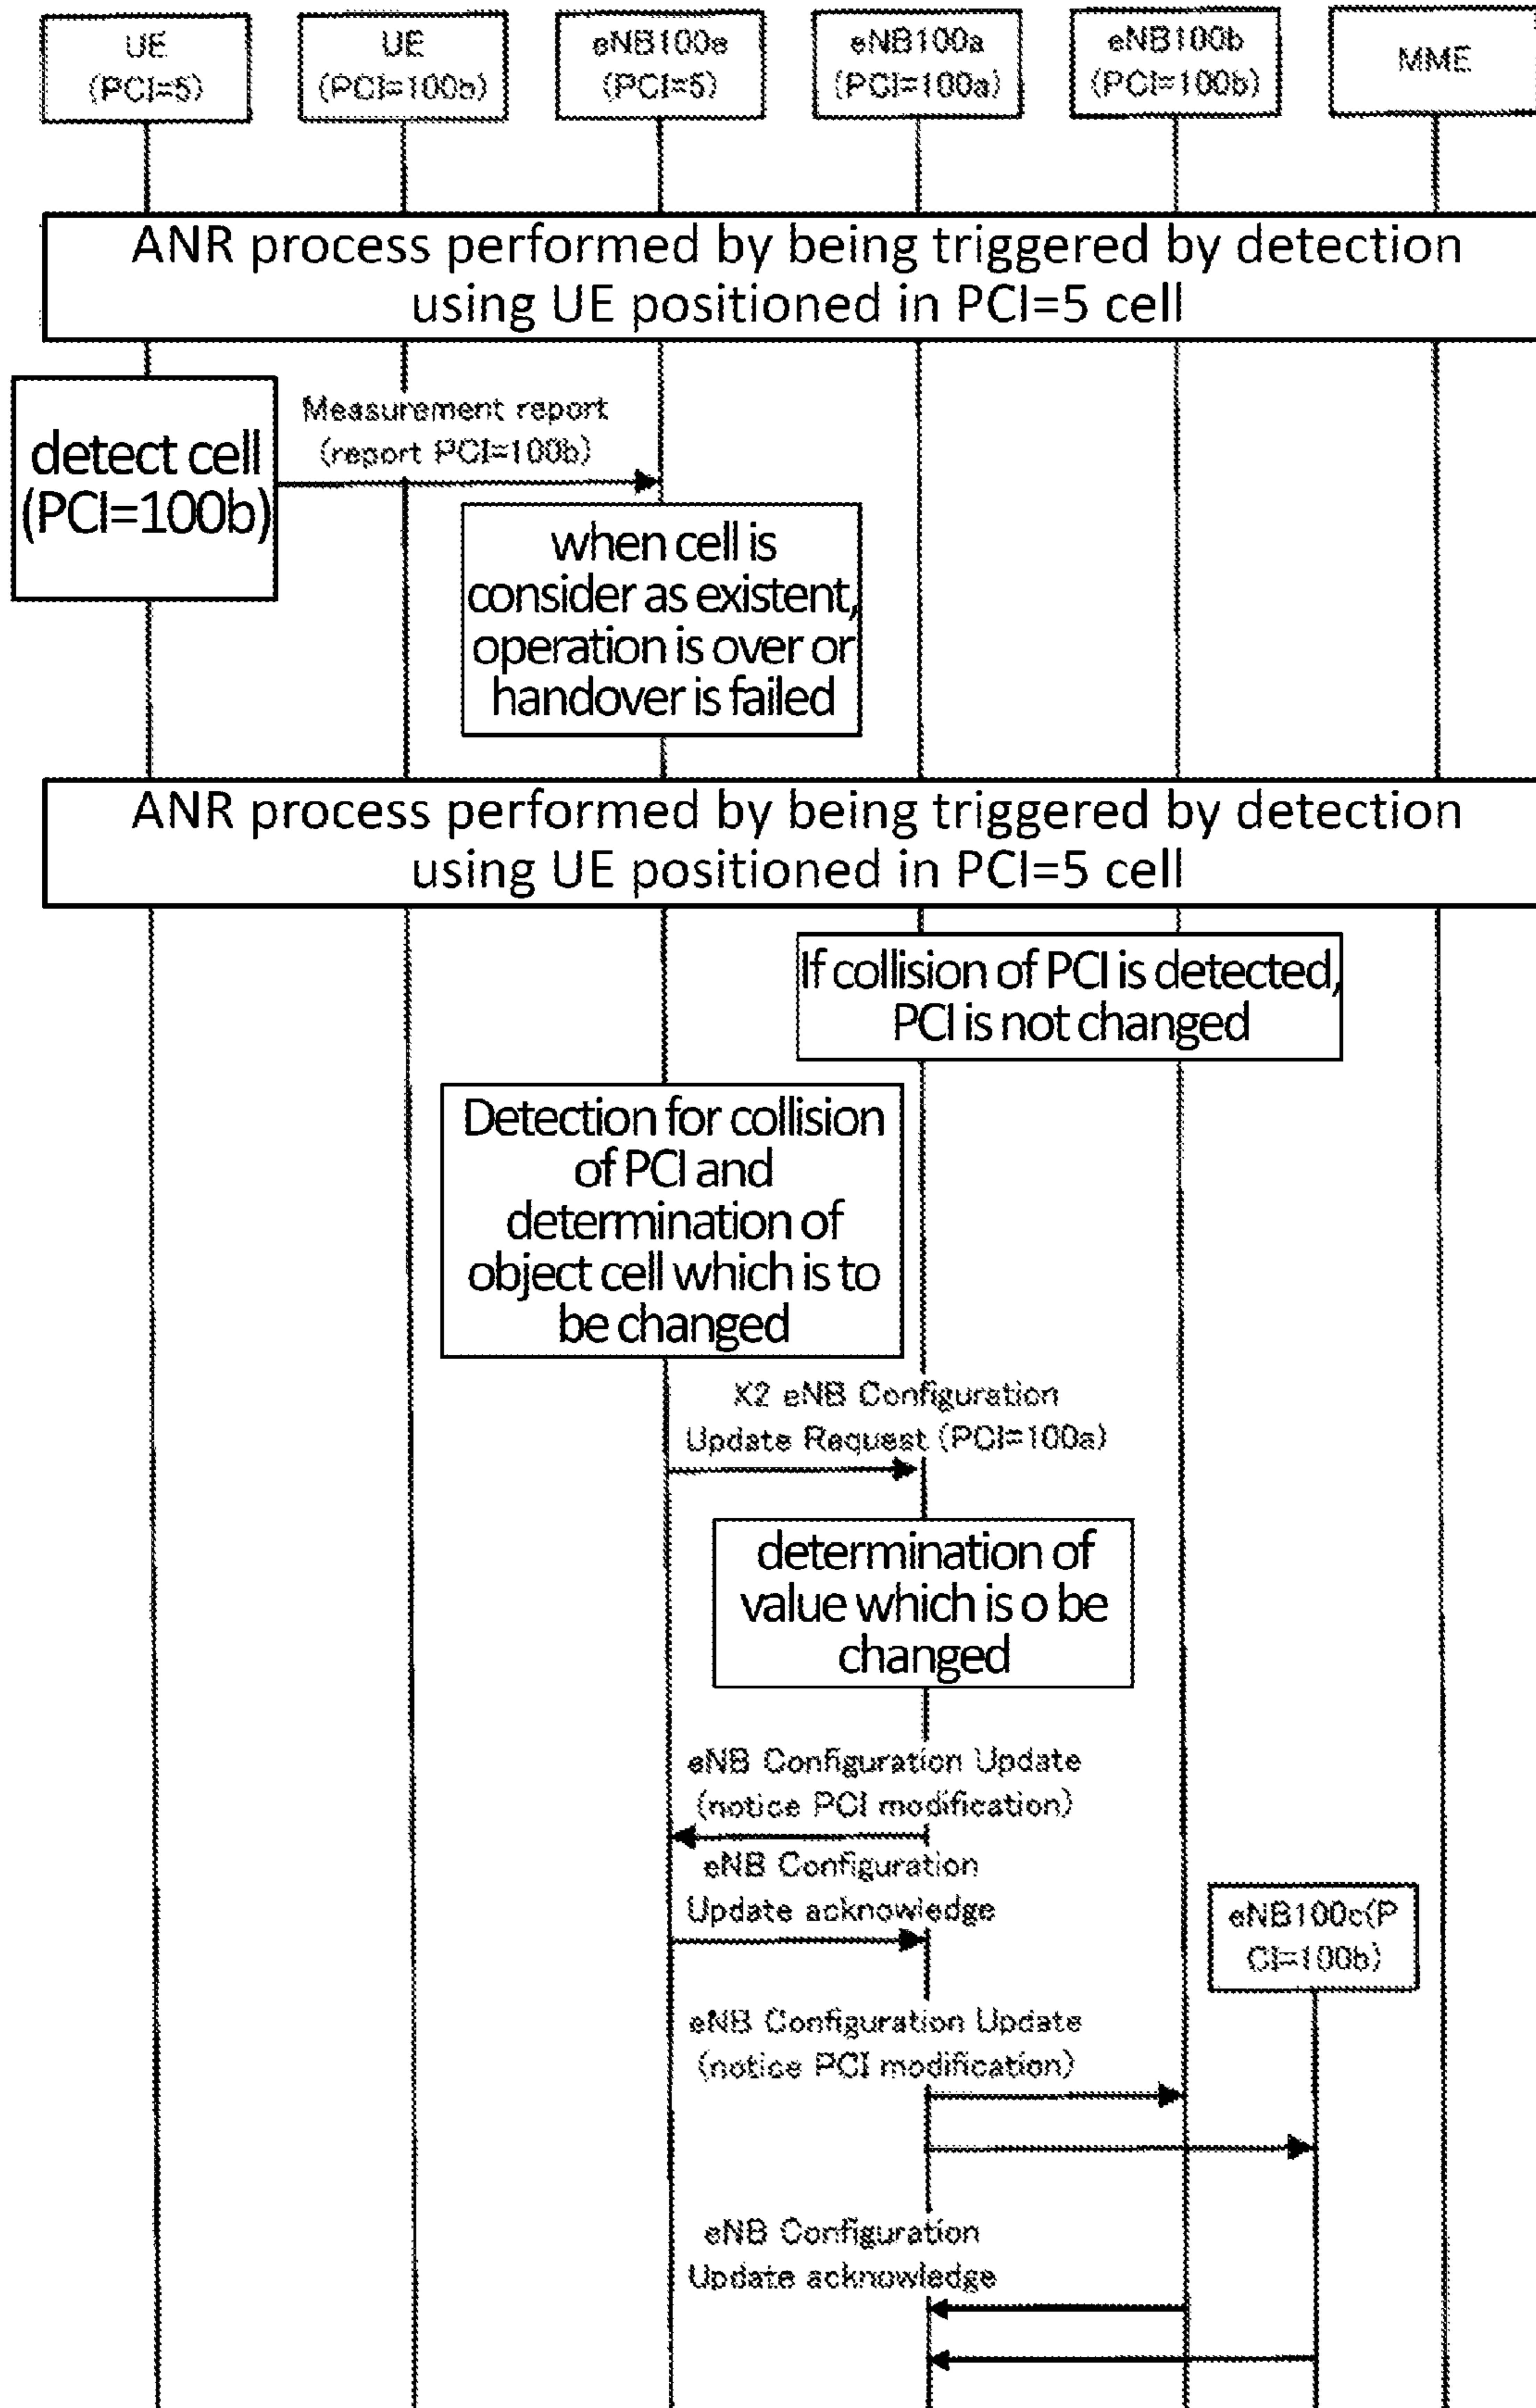 UE
(PCI=5)
UE
(PCI=100b)
eNB100e
(PCI=5)
eNB100a
(PCI=100a)
eNB100b
(PCI=100b)
MME
ANR process performed by being triggered by detection
using UE positioned in PCI=5 cell
detect cell
(PCI=100b)
Measurement report
(report PCI=100b)
when cell is
consider as existent,
operation is over or
handover is failed
ANR process performed by being triggered by detection
using UE positioned in PCI=5 cell
If collision of PCI is detected,
PCI is not changed
Detection for collision
of PCI and
determination of
object cell which is to
be changed
X2 eNB Configuration
Update Request (PCI=100a)
determination of
value which is o be
changed
eNB Configuration Update
(notice PCI modification)
eNB Configuration
Update acknowledge
eNB100c(P
CI=100b)
eNB Configuration Update
(notice PCI modification)
eNB Configuration
Update acknowledge